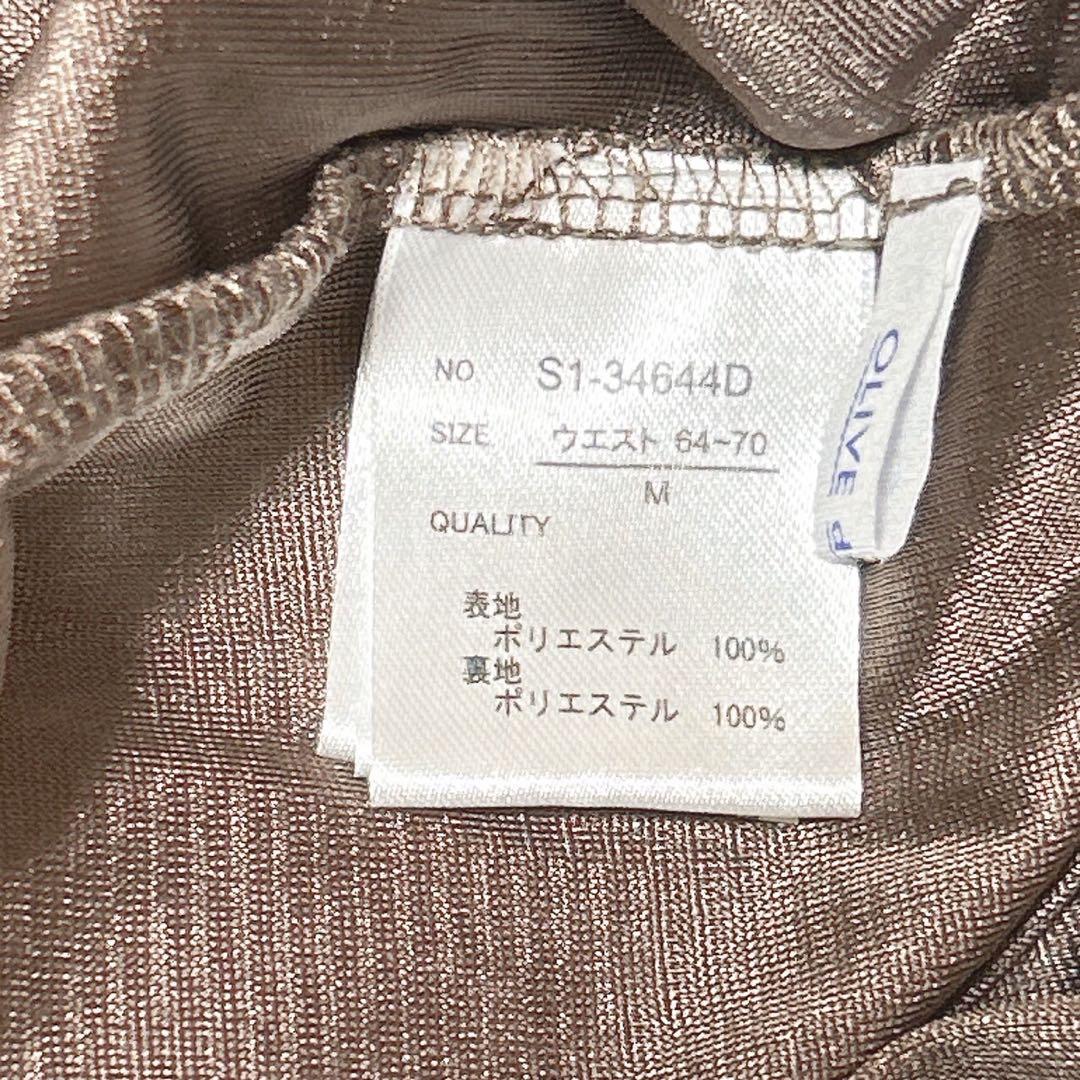 NO. S1-34644D
SIZE ウエスト 64~70
M
QUALITY
表地
ポリエステル 100%
裏地
ポリエステル 100%
OLIVE d